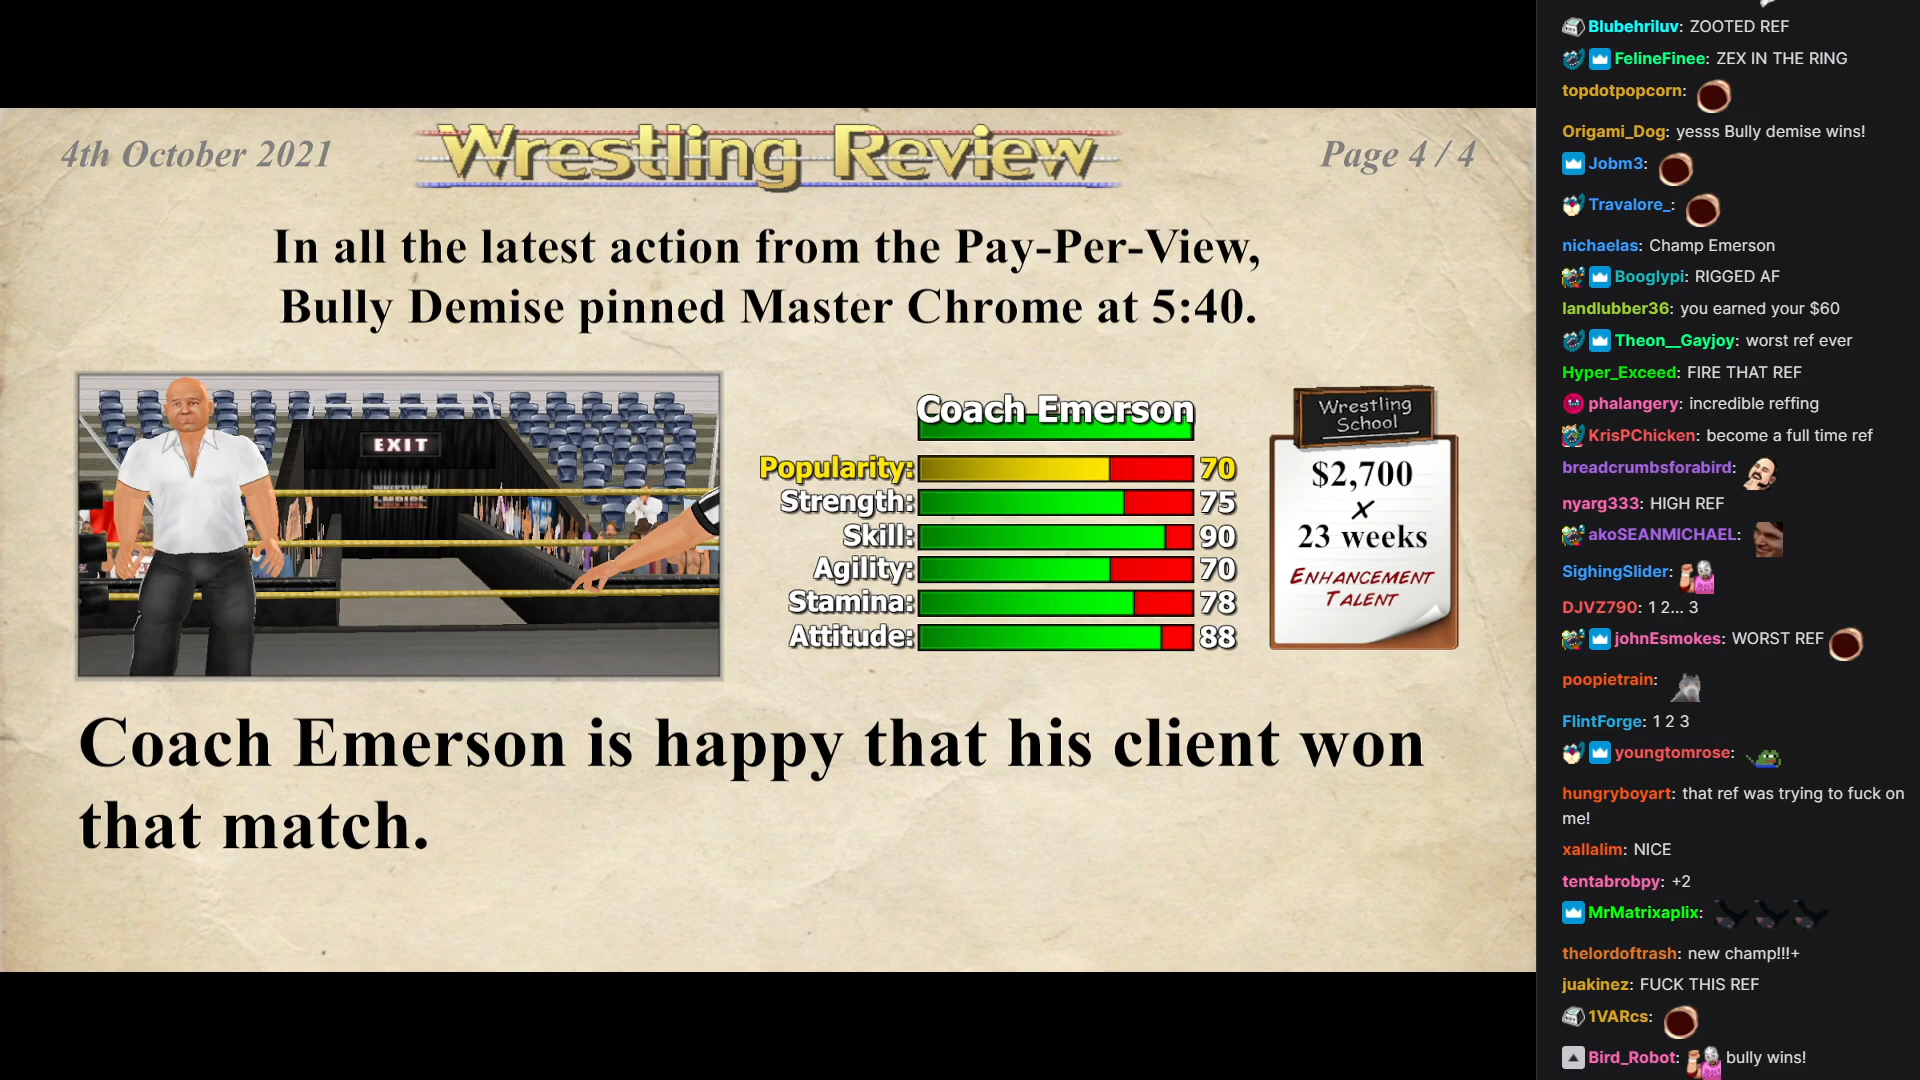 4th October 2021
Wrestling Review
Page 4 / 4
In all the latest action from the Pay-Per-View,
Bully Demise pinned Master Chrome at 5:40.
EXIT
WRESTLING
EMPIRE
Coach Emerson
Popularity: 70
Strength: 75
Skill: 90
Agility: 70
Stamina: 78
Attitude: 88
Wrestling
School
$2,700
x
23 weeks
ENHANCEMENT
TALENT
Coach Emerson is happy that his client won
that match.
Blubehriluv: ZOOTED REF
FelineFinee: ZEX IN THE RING
topdotpopcorn:
Origami_Dog: yesss Bully demise wins!
Jobm3:
Travalore_:
nichaelas: Champ Emerson
Booglypi: RIGGED AF
landlubber36: you earned your $60
Theon__Gayjoy: worst ref ever
Hyper_Exceed: FIRE THAT REF
phalangery: incredible reffing
KrisPChicken: become a full time ref
breadcrumbsforabird:
nyarg333: HIGH REF
akoSEANMICHAEL:
SighingSlider:
DJVZ790: 1 2... 3
johnEsmokes: WORST REF
poopietrain:
FlintForge: 1 2 3
youngtomrose:
hungryboyart: that ref was trying to fuck on
me!
xallalim: NICE
tentabrobpy: +2
MrMatrixaplix:
thelordoftrash: new champ!!!+
juakinez: FUCK THIS REF
1VARcs:
Bird_Robot: bully wins!